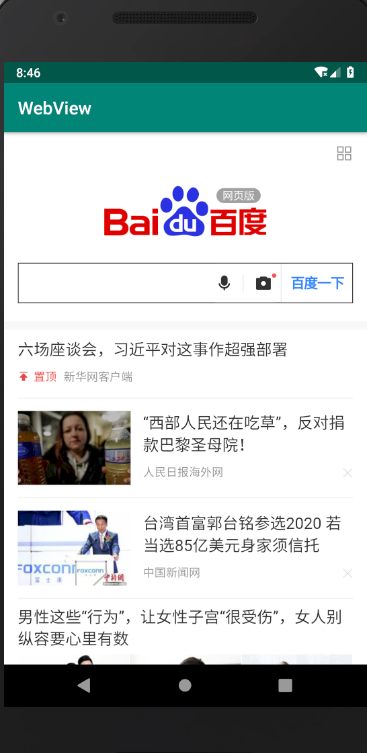 8:46
WebView
网页版
Bai du 百度
百度一下
六场座谈会，习近平对这事作超强部署
置顶 新华网客户端
“西部人民还在吃草”，反对捐
款巴黎圣母院！
人民日报海外网
台湾首富郭台铭参选2020 若
当选85亿美元身家须信托
FOXCONN
富士康
中新网
中国新闻网
男性这些“行为”，让女性子宫“很受伤”，女人别
纵容要心里有数